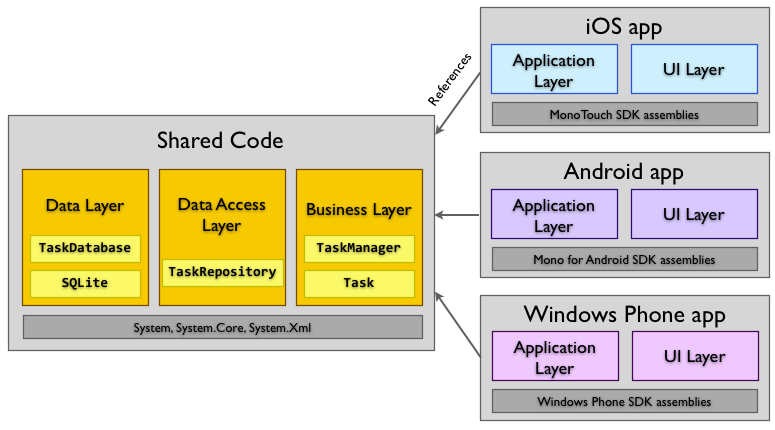 iOS app
Application
Layer
UI Layer
MonoTouch SDK assemblies
References
Shared Code
Data Layer
TaskDatabase
SQLite
Data Access
Layer
TaskRepository
Business Layer
TaskManager
Task
System, System.Core, System.Xml
Android app
Application
Layer
UI Layer
Mono for Android SDK assemblies
Windows Phone app
Application
Layer
UI Layer
Windows Phone SDK assemblies